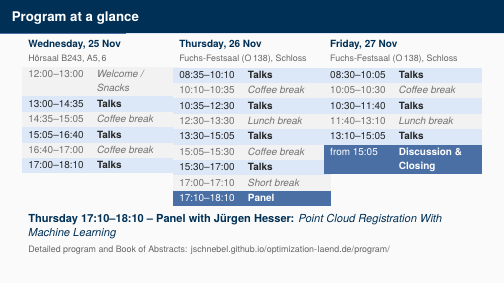 Program at a glance
Wednesday, 25 Nov
Hörsaal B243, A5, 6
12:00–13:00 Welcome / Snacks
13:00–14:35 Talks
14:35–15:05 Coffee break
15:05–16:40 Talks
16:40–17:00 Coffee break
17:00–18:10 Talks
Thursday, 26 Nov
Fuchs-Festsaal (O 138), Schloss
08:35–10:10 Talks
10:10–10:35 Coffee break
10:35–12:30 Talks
12:30–13:30 Lunch break
13:30–15:05 Talks
15:05–15:30 Coffee break
15:30–17:00 Talks
17:00–17:10 Short break
17:10–18:10 Panel
Friday, 27 Nov
Fuchs-Festsaal (O 138), Schloss
08:30–10:05 Talks
10:05–10:30 Coffee break
10:30–11:40 Talks
11:40–13:10 Lunch break
13:10–15:05 Talks
from 15:05 Discussion & Closing
Thursday 17:10–18:10 – Panel with Jürgen Hesser: Point Cloud Registration With
Machine Learning
Detailed program and Book of Abstracts: jschnebel.github.io/optimization-laend.de/program/